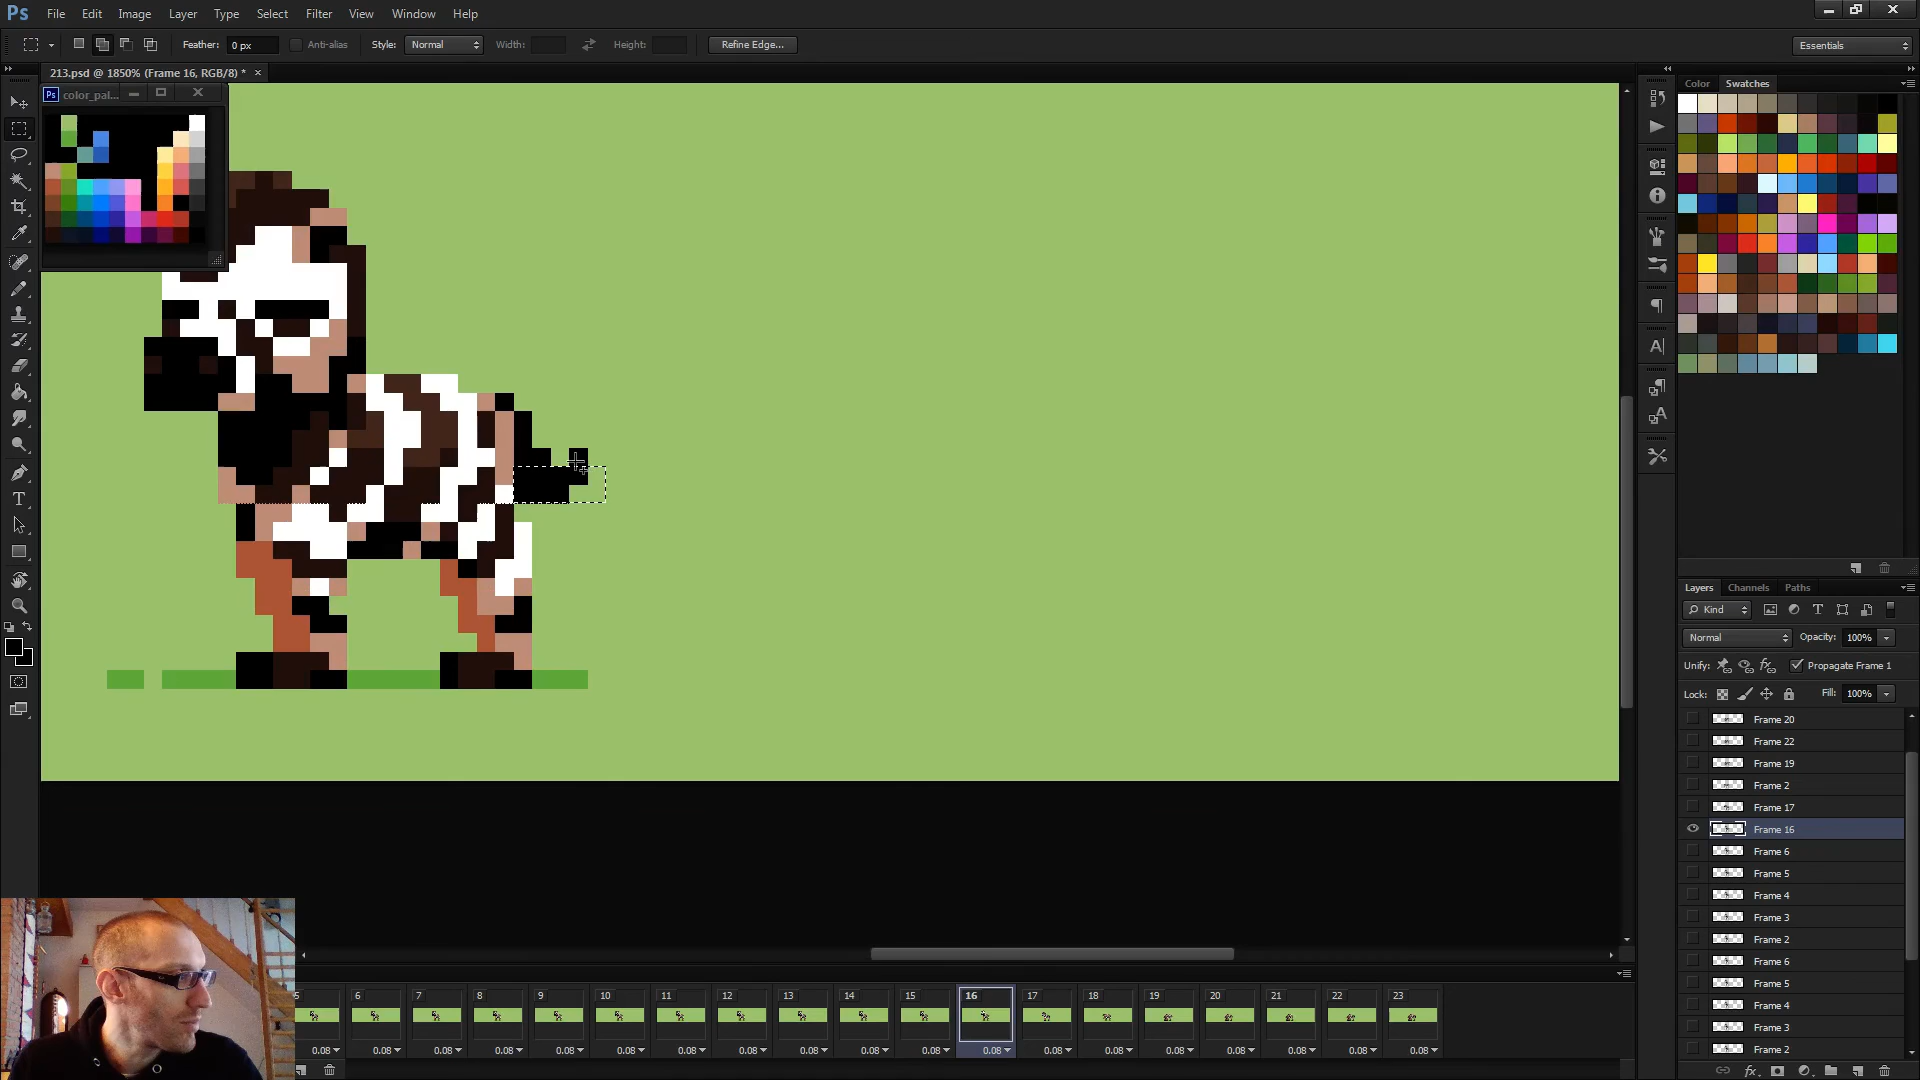 Ps File Edit Image Layer Type Select Filter Extras View Window Help
Feather: 0 px Anti-alias Style: Normal Width: Height: Refine Edge... Essentials
213.psd @ 1850% (Frame 16, RGB/8) * ×
Ps color_pal...
Color Swatches
Layers Channels Paths
Kind
Normal Opacity: 100%
Unify: Propagate Frame 1
Lock: Fill: 100%
Frame 20
Frame 22
Frame 19
Frame 2
Frame 17
Frame 16
Frame 6
Frame 5
Frame 4
Frame 3
Frame 2
Frame 6
Frame 5
Frame 4
Frame 3
Frame 2
5 6 7 8 9 10 11 12 13 14 15 16 17 18 19 20 21 22 23
0.08 0.08 0.08 0.08 0.08 0.08 0.08 0.08 0.08 0.08 0.08 0.08 0.08 0.08 0.08 0.08 0.08 0.08 0.08